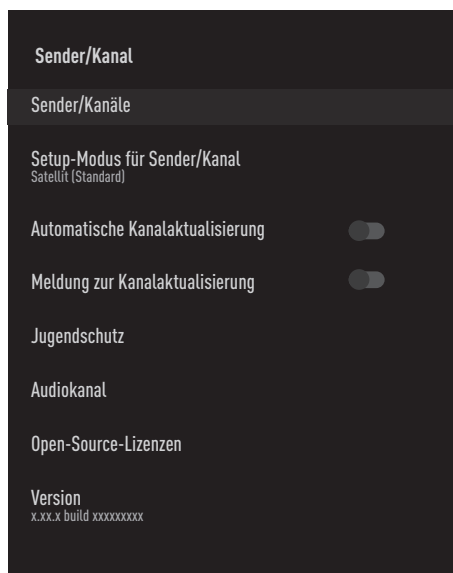 Sender/Kanal
Sender/Kanäle
Setup-Modus für Sender/Kanal
Satellit (Standard)
Automatische Kanalaktualisierung
Meldung zur Kanalaktualisierung
Jugendschutz
Audiokanal
Open-Source-Lizenzen
Version
x.xx.x build xxxxxxxxx